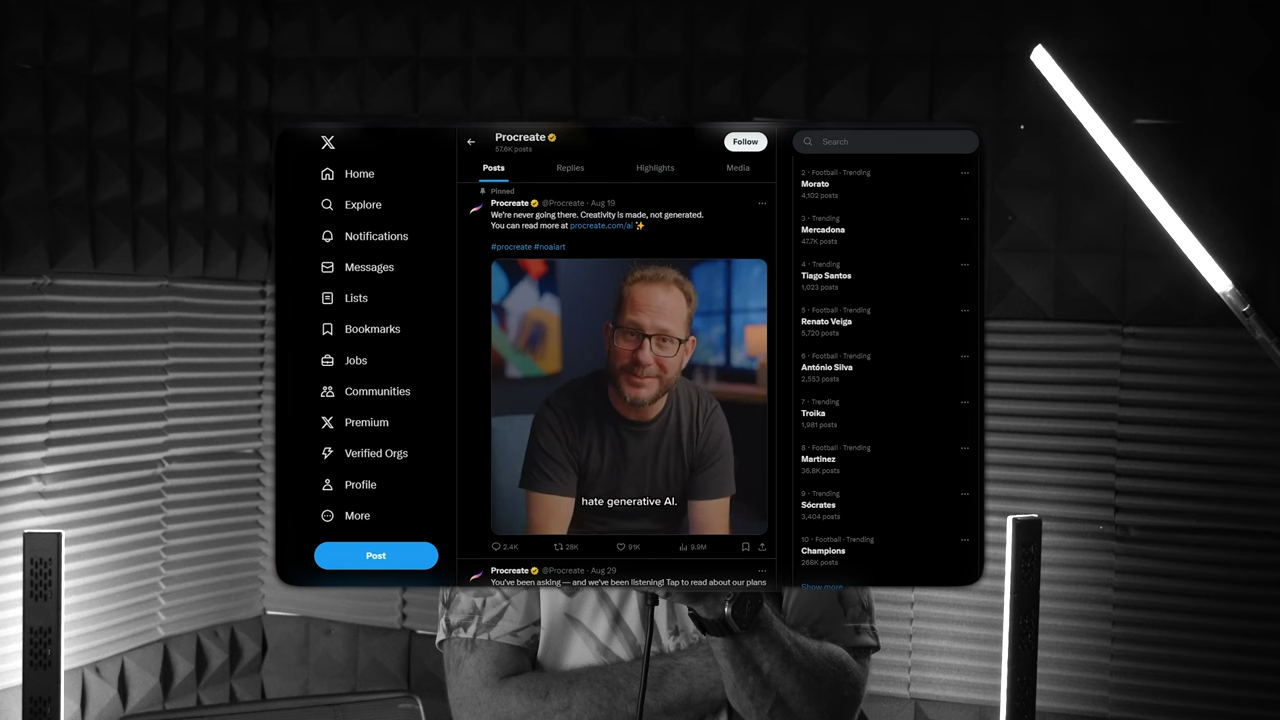 Home
Explore
Notifications
Messages
Lists
Bookmarks
Jobs
Communities
Premium
Verified Orgs
Profile
More
Post
Procreate
57.6K posts
Follow
Posts
Replies
Highlights
Media
Pinned
Procreate @Procreate · Aug 19
We're never going there. Creativity is made, not generated.
You can read more at procreate.com/ai ✨
#procreate #noaiart
hate generative AI.
2.4K
28K
91K
9.9M
Procreate @Procreate · Aug 29
You've been asking — and we've been listening! Tap to read about our plans
Search
2 · Football · Trending
Morato
4,102 posts
3 · Trending
Mercadona
47.7K posts
4 · Trending
Tiago Santos
1,023 posts
5 · Football · Trending
Renato Veiga
5,720 posts
6 · Football · Trending
António Silva
2,553 posts
7 · Trending
Troika
1,981 posts
8 · Football · Trending
Martinez
36.8K posts
9 · Trending
Sócrates
3,404 posts
10 · Football · Trending
Champions
268K posts
Show more